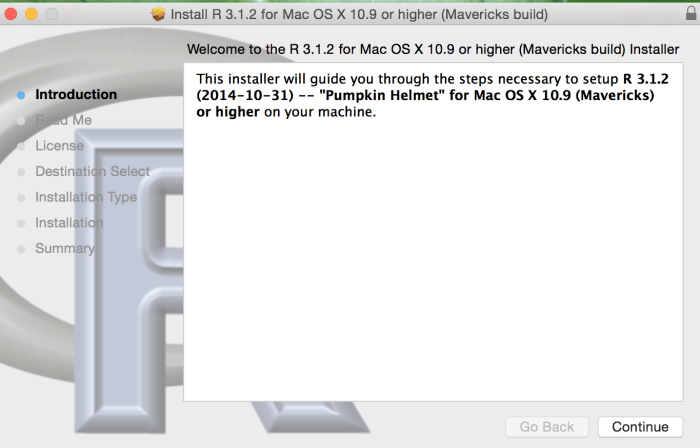 Install R 3.1.2 for Mac OS X 10.9 or higher (Mavericks build)
Welcome to the R 3.1.2 for Mac OS X 10.9 or higher (Mavericks build) Installer
Introduction
Read Me
License
Destination Select
Installation Type
Installation
Summary
This installer will guide you through the steps necessary to setup R 3.1.2
(2014-10-31) -- "Pumpkin Helmet" for Mac OS X 10.9 (Mavericks)
or higher on your machine.
R
Go Back
Continue